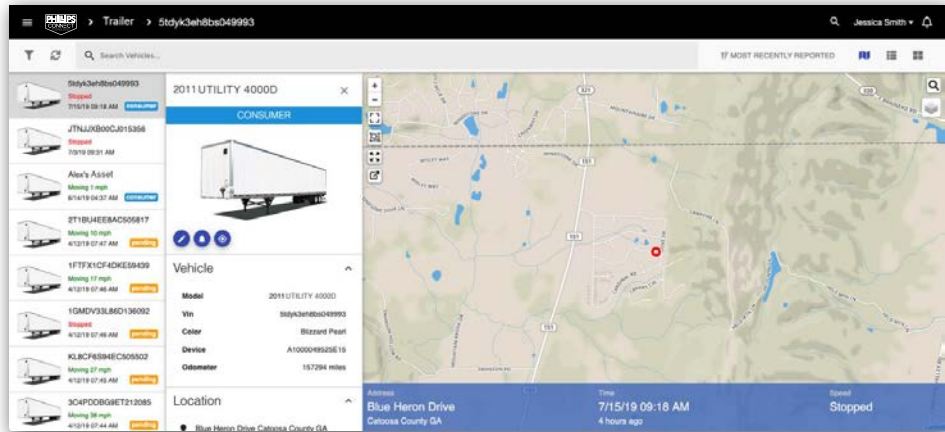 PHILLIPS CONNECT > Trailer > 5tdyk3eh8bs049993
Jessica Smith
Search Vehicles...
MOST RECENTLY REPORTED
5tdyk3eh8bs049993
Stopped
7/15/19 09:18 AM consumer
JTNJJXB00CJ015356
Stopped
7/3/19 09:31 AM
Alex's Asset
Moving 1 mph
6/14/19 04:37 AM consumer
2T1BU4EE8AC505817
Moving 10 mph
4/12/19 07:47 AM pending
1FTFX1CF4DKE59439
Moving 17 mph
4/12/19 07:46 AM pending
1GMDV33L86D136092
Stopped
4/12/19 07:46 AM pending
KL8CF6S94EC505502
Moving 27 mph
4/12/19 07:45 AM pending
3C4PDDBG9ET212085
Moving 38 mph
4/12/19 07:44 AM pending
2011 UTILITY 4000D
CONSUMER
Vehicle
Model 2011 UTILITY 4000D
Vin 5tdyk3eh8bs049993
Color Blizzard Pearl
Device A1000049525E15
Odometer 157294 miles
Location
Blue Heron Drive Catoosa County GA
321
151
151
151
Address
Blue Heron Drive
Catoosa County GA
Time
7/15/19 09:18 AM
4 hours ago
Speed
Stopped